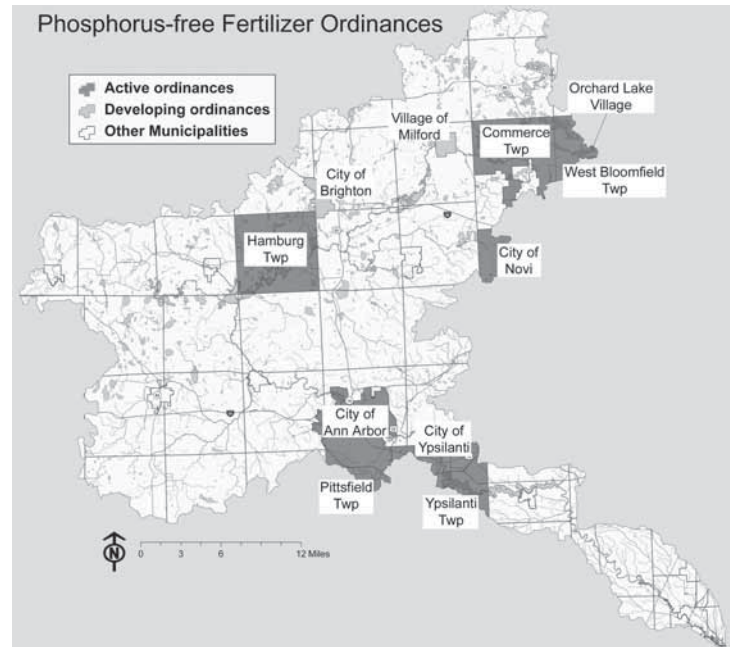 Phosphorus-free Fertilizer Ordinances
Active ordinances
Developing ordinances
Other Municipalities
Orchard Lake
Village
Village of
Milford
Commerce
Twp
West Bloomfield
Twp
City of
Brighton
Hamburg
Twp
City of
Novi
City of
Ann Arbor
City of
Ypsilanti
Pittsfield
Twp
Ypsilanti
Twp
N
0 3 6 12 Miles